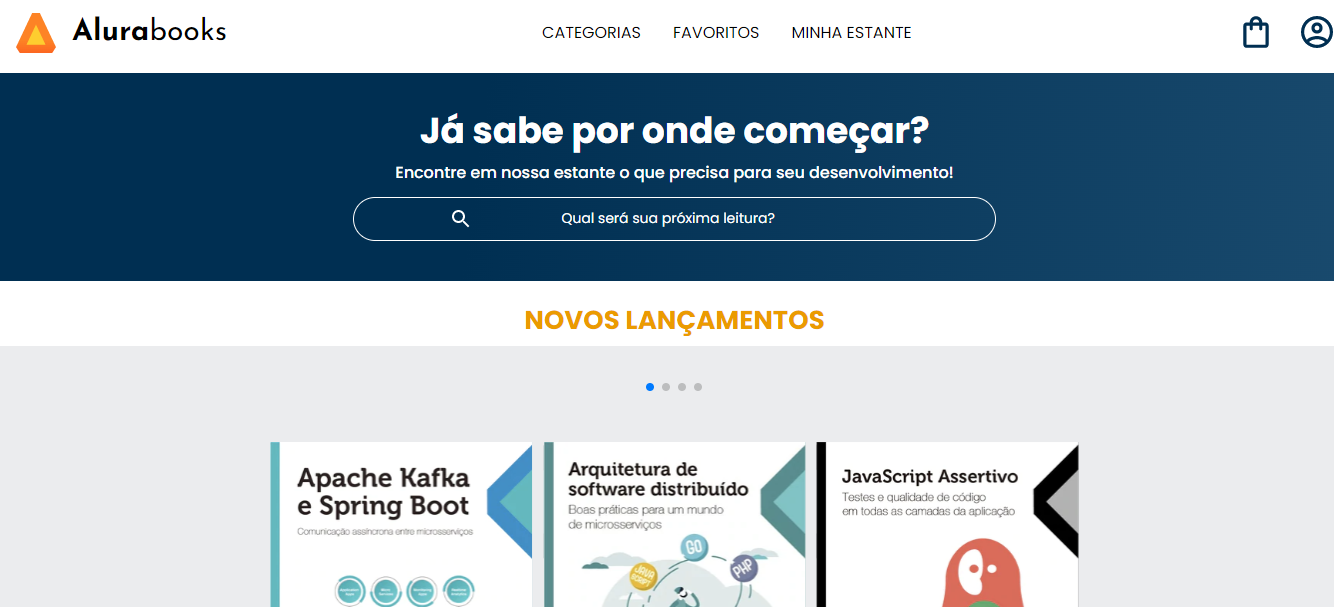 Alurabooks
CATEGORIAS
FAVORITOS
MINHA ESTANTE
Já sabe por onde começar?
Encontre em nossa estante o que precisa para seu desenvolvimento!
Qual será sua próxima leitura?
NOVOS LANÇAMENTOS
Apache Kafka
e Spring Boot
Comunicação assíncrona entre microsserviços
Arquitetura de
software distribuído
Boas práticas para um mundo
de microsserviços
GO
JAVA
SCRIPT
PHP
JavaScript Assertivo
Testes e qualidade de código
em todas as camadas da aplicação